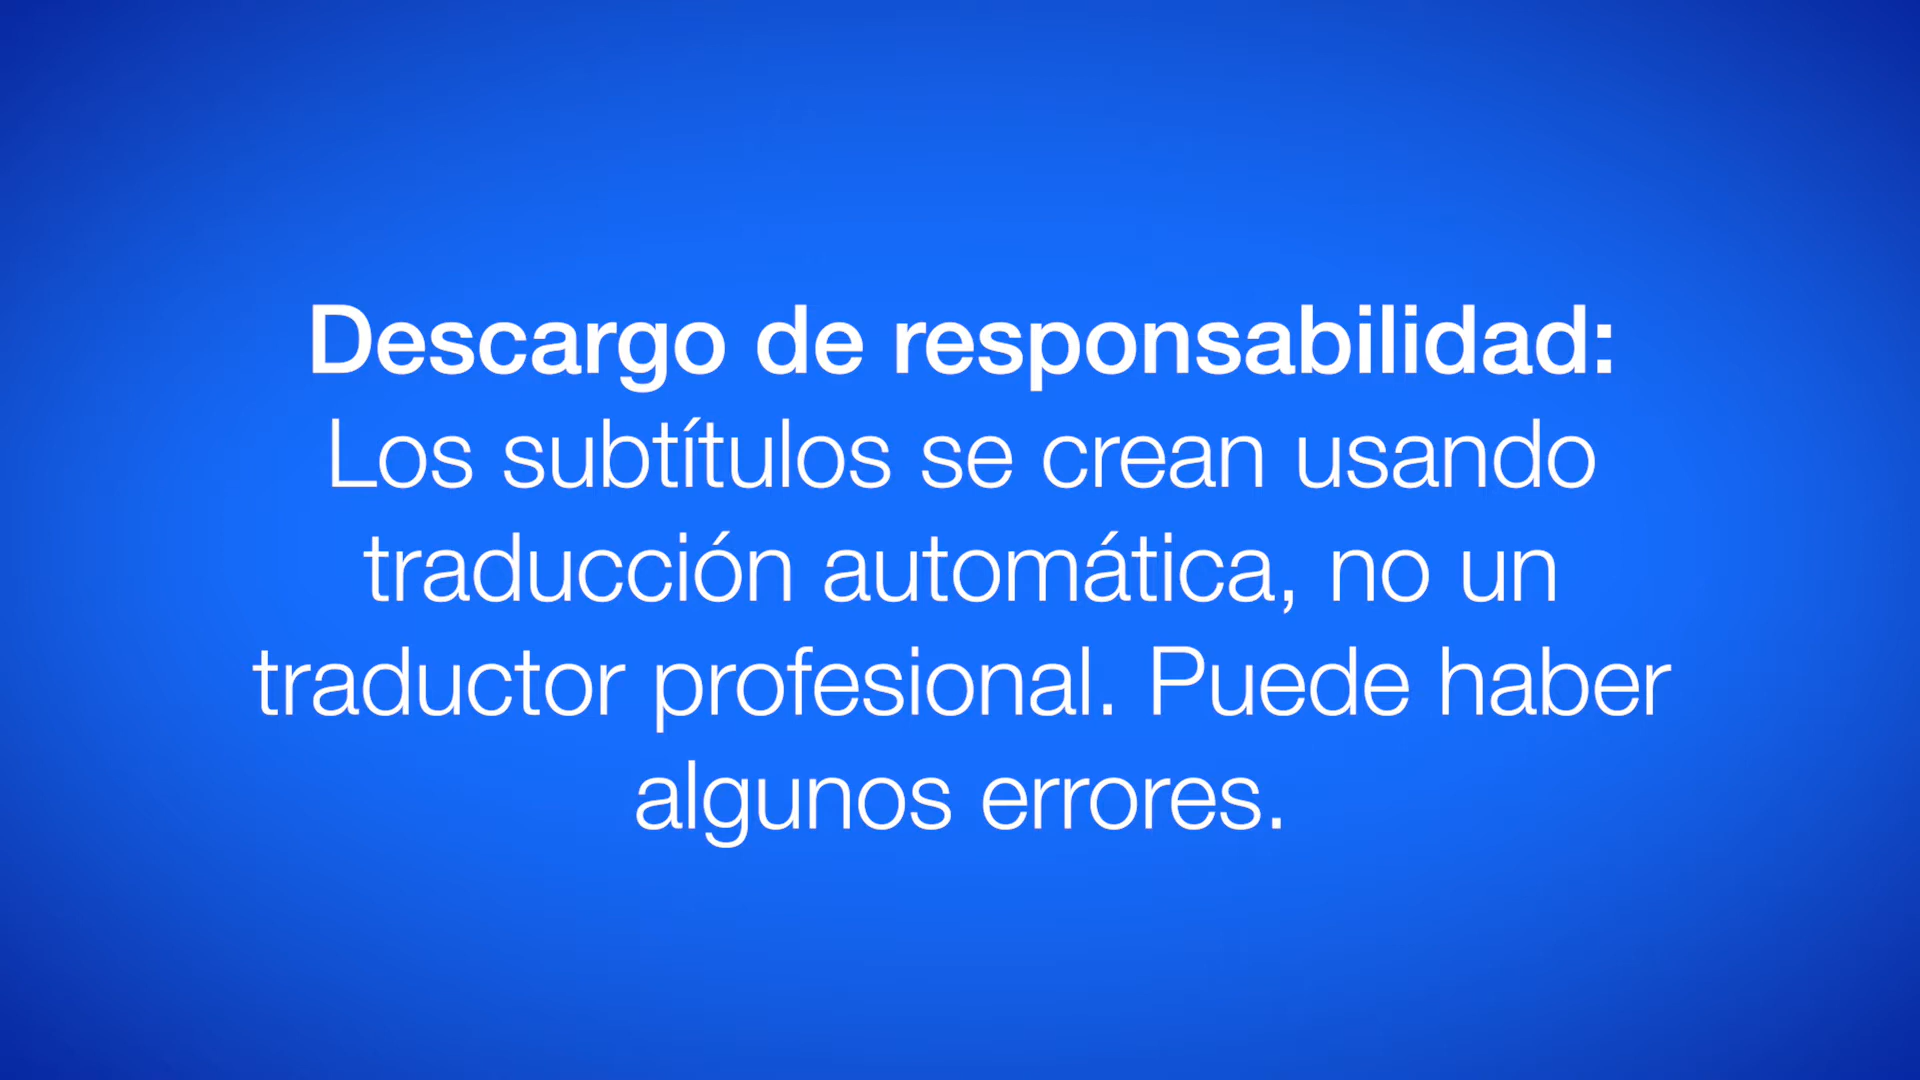 Descargo de responsabilidad:
Los subtítulos se crean usando
traducción automática, no un
traductor profesional. Puede haber
algunos errores.